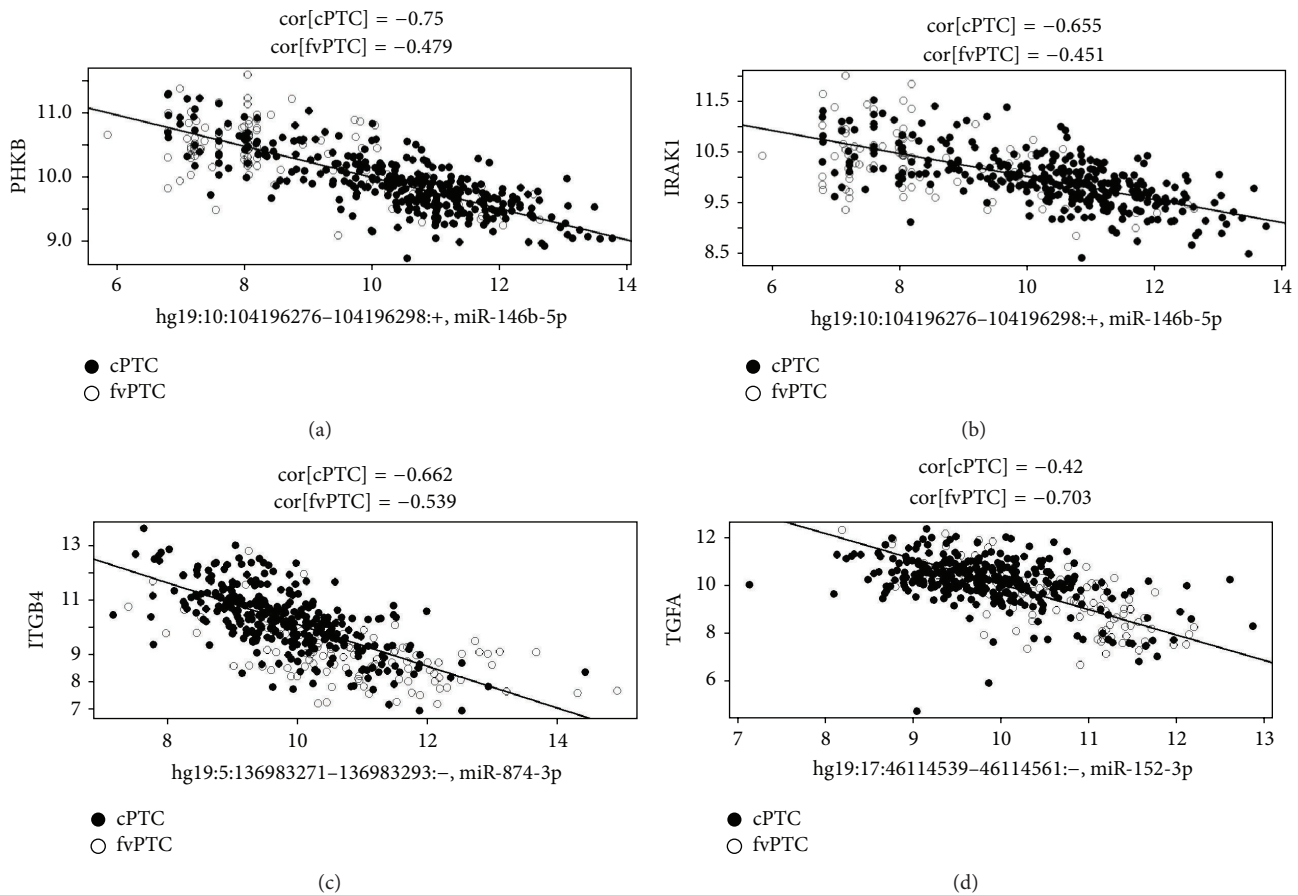 cor[cPTC] = −0.75
cor[fvPTC] = −0.479
PHKB
11.0
10.0
9.0
6 8 10 12 14
hg19:10:104196276–104196298:+, miR-146b-5p
cPTC
fvPTC
(a)
cor[cPTC] = −0.655
cor[fvPTC] = −0.451
IRAK1
11.5
10.5
9.5
8.5
6 8 10 12 14
hg19:10:104196276–104196298:+, miR-146b-5p
cPTC
fvPTC
(b)
cor[cPTC] = −0.662
cor[fvPTC] = −0.539
ITGB4
13
11
9
8
7
8 10 12 14
hg19:5:136983271–136983293:−, miR-874-3p
cPTC
fvPTC
(c)
cor[cPTC] = −0.42
cor[fvPTC] = −0.703
TGFA
12
10
8
6
7 8 9 10 11 12 13
hg19:17:46114539–46114561:−, miR-152-3p
cPTC
fvPTC
(d)